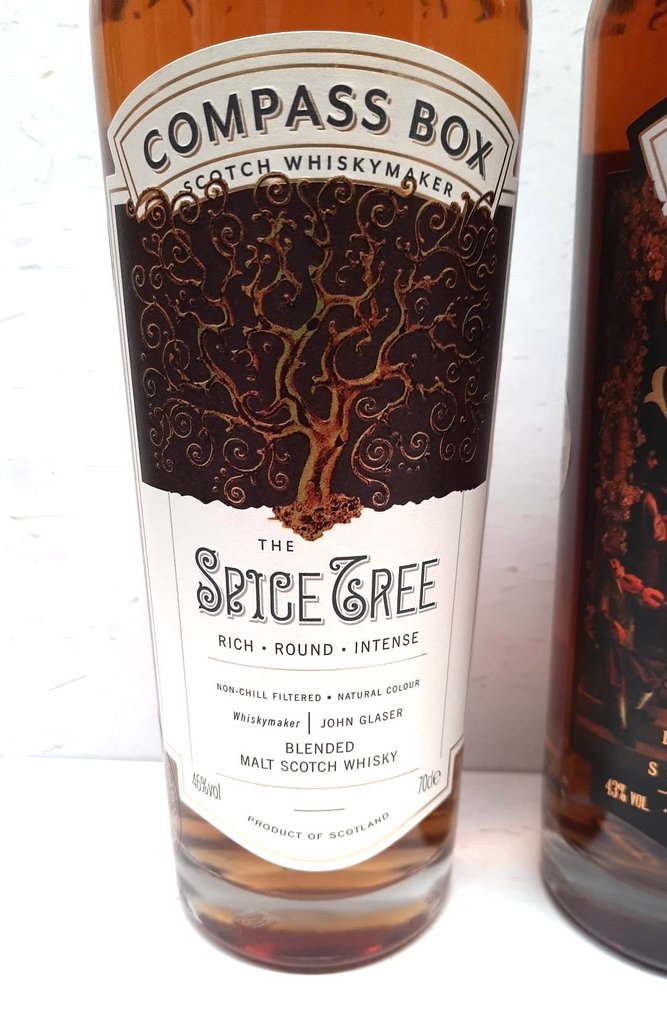 COMPASS BOX
SCOTCH WHISKYMAKER
THE
SPICE TREE
RICH • ROUND • INTENSE
NON-CHILL FILTERED • NATURAL COLOUR
Whiskymaker | JOHN GLASER
BLENDED
MALT SCOTCH WHISKY
46%vol 70cl e
PRODUCT OF SCOTLAND
S
43% VOL